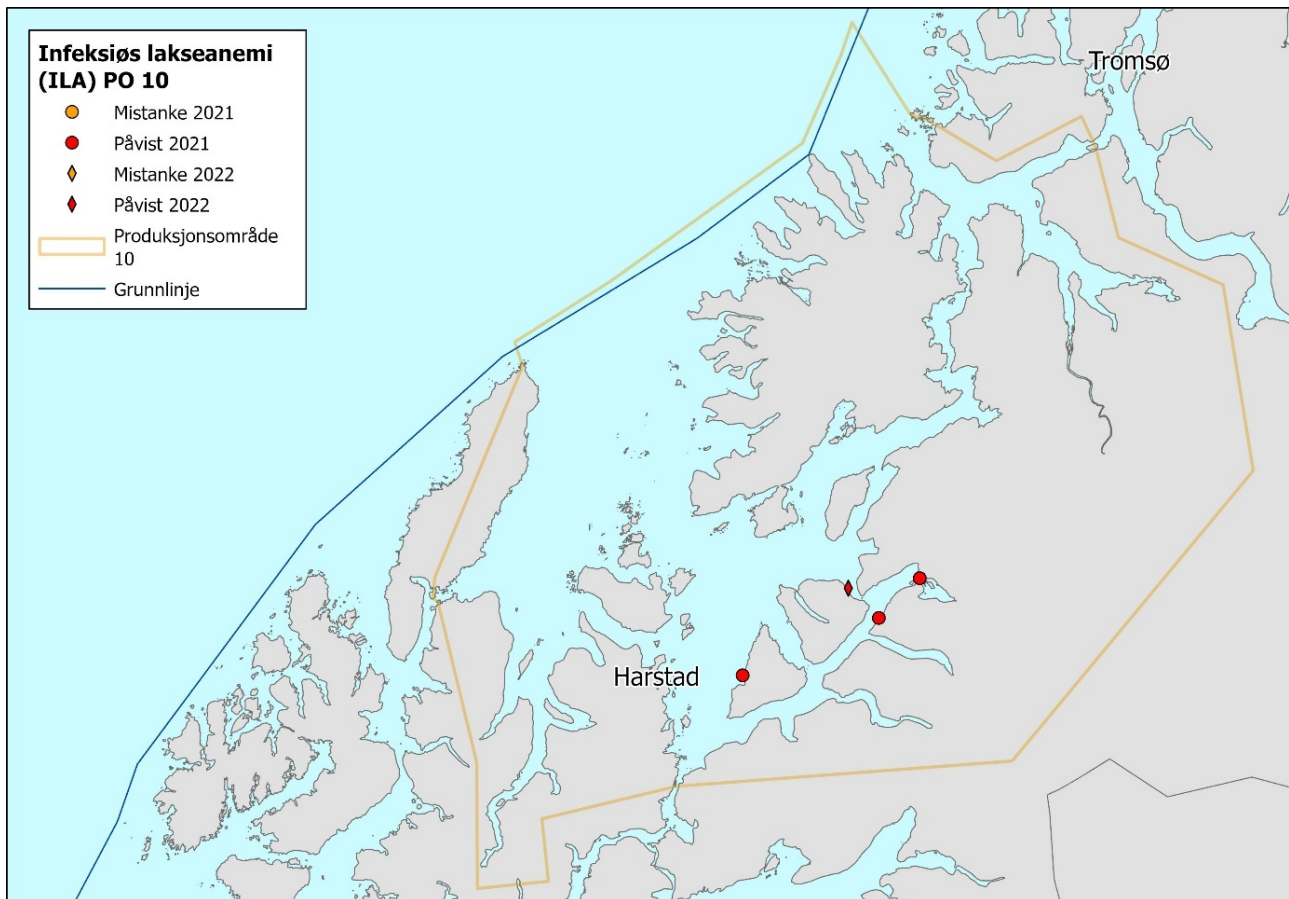 Infeksiøs lakseanemi
(ILA) PO 10
Mistanke 2021
Påvist 2021
Mistanke 2022
Påvist 2022
Produksjonsområde
10
Grunnlinje
Tromsø
Harstad